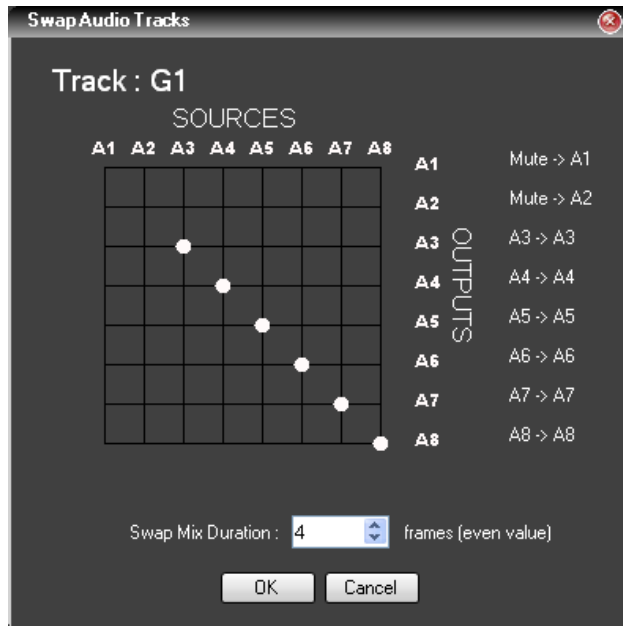 Swap Audio Tracks
Track : G1
SOURCES
A1 A2 A3 A4 A5 A6 A7 A8
OUTPUTS
A1 Mute -> A1
A2 Mute -> A2
A3 A3 -> A3
A4 A4 -> A4
A5 A5 -> A5
A6 A6 -> A6
A7 A7 -> A7
A8 A8 -> A8
Swap Mix Duration : 4 frames (even value)
OK Cancel